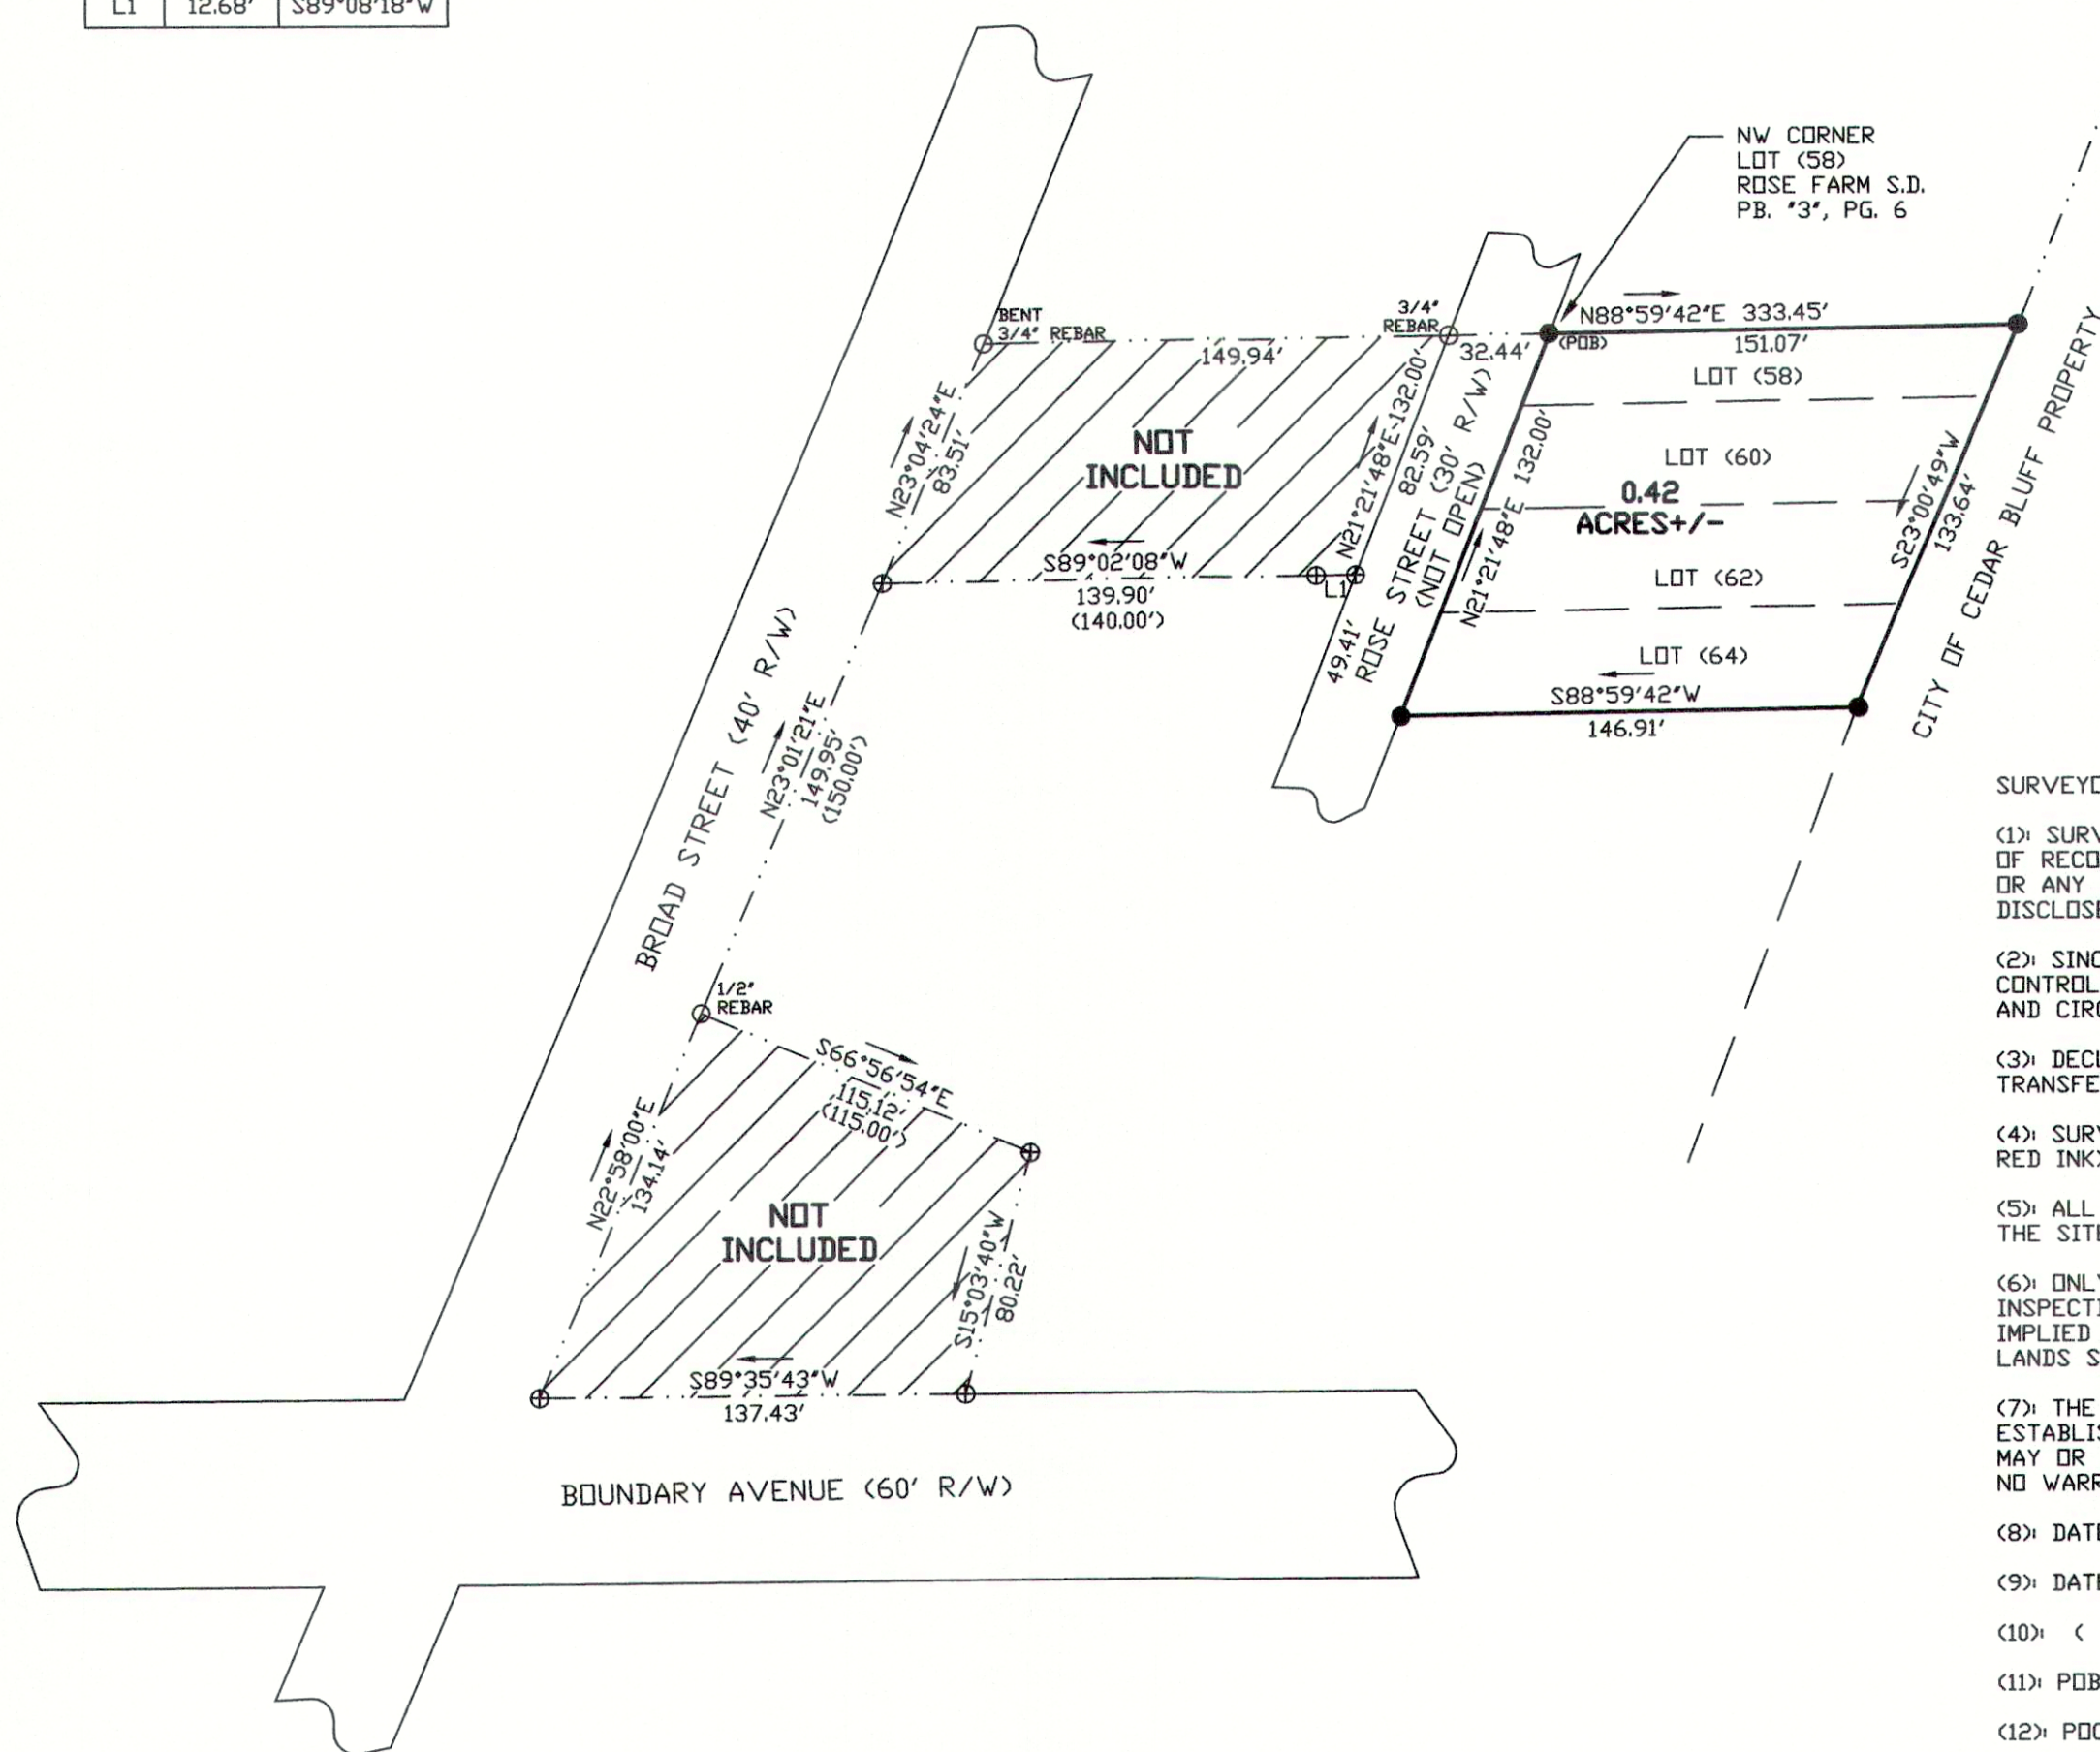 L1 12.68' S89°08'18"W
NW CORNER
LOT (58)
ROSE FARM S.D.
PB. "3", PG. 6
BENT
3/4" REBAR
3/4"
REBAR
149.94'
32.44'
(POB)
N88°59'42"E 333.45'
151.07'
LOT (58)
N23°04'24"E
83.51'
NOT
INCLUDED
N21°21'48"E-132.00'
82.59'
49.41'
ROSE STREET (30' R/W)
(NOT OPEN)
N21°21'48"E 132.00'
LOT (60)
0.42
ACRES+/-
LOT (62)
LOT (64)
S88°59'42"W
146.91'
S23°00'49"W
133.64'
CITY OF CEDAR BLUFF PROPERTY
S89°02'08"W
139.90'
(140.00')
L1
BROAD STREET (40' R/W)
N23°01'21"E
149.95'
(150.00')
1/2"
REBAR
S66°56'54"E
115.12'
(115.00')
N22°58'00"E
134.14'
NOT
INCLUDED
S15°03'40"W
80.22'
S89°35'43"W
137.43'
BOUNDARY AVENUE (60' R/W)
(1): SURV
OF RECO
OR ANY
DISCLOSE
(2): SINC
CONTROL
AND CIRC
(3): DECL
TRANSFE
(4): SURV
RED INK)
(5): ALL
THE SITE
(6): ONLY
INSPECTI
IMPLIED
LANDS S
(7): THE
ESTABLIS
MAY OR
NO WARR
(8): DATE
(9): DATE
(10): (
(11): POB
(12): POC